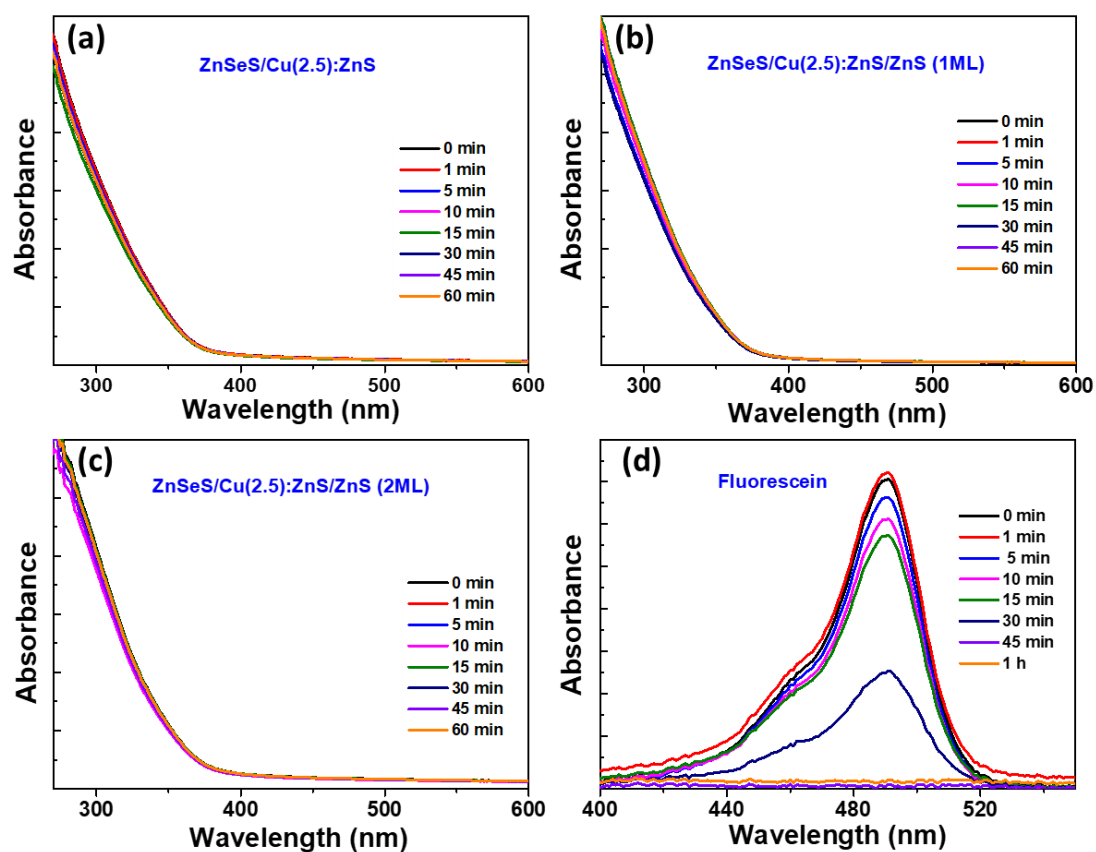 (a)
ZnSeS/Cu(2.5):ZnS
0 min
1 min
5 min
10 min
15 min
30 min
45 min
60 min
Absorbance
300
400
500
600
Wavelength (nm)
(b)
ZnSeS/Cu(2.5):ZnS/ZnS (1ML)
0 min
1 min
5 min
10 min
15 min
30 min
45 min
60 min
Absorbance
300
400
500
600
Wavelength (nm)
(c)
ZnSeS/Cu(2.5):ZnS/ZnS (2ML)
0 min
1 min
5 min
10 min
15 min
30 min
45 min
60 min
Absorbance
300
400
500
600
Wavelength (nm)
(d)
Fluorescein
0 min
1 min
5 min
10 min
15 min
30 min
45 min
1 h
Absorbance
400
440
480
520
Wavelength (nm)